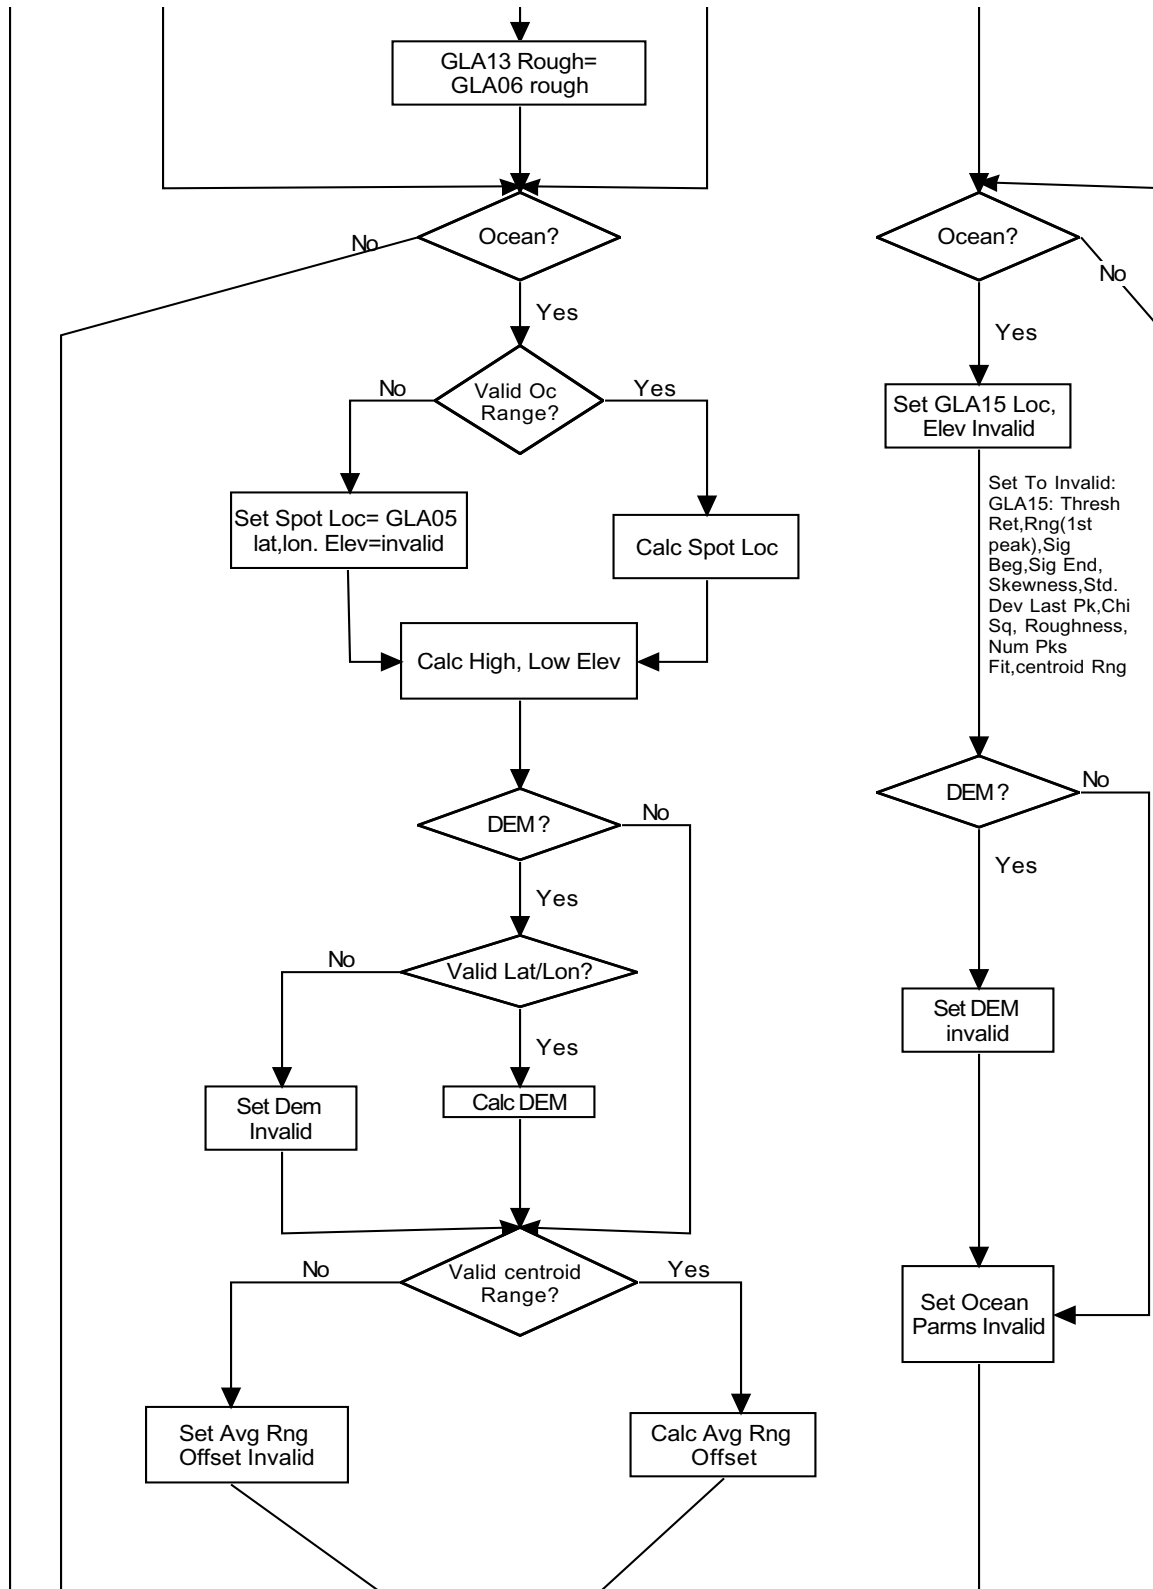 GLA13 Rough=
GLA06 rough
Ocean?
No
Yes
Valid Oc
Range?
No
Yes
Set Spot Loc= GLA05
lat,lon. Elev=invalid
Calc Spot Loc
Calc High, Low Elev
DEM?
No
Yes
Valid Lat/Lon?
No
Yes
Set Dem
Invalid
Calc DEM
Valid centroid
Range?
No
Yes
Set Avg Rng
Offset Invalid
Calc Avg Rng
Offset
Ocean?
No
Yes
Set GLA15 Loc,
Elev Invalid
Set To Invalid:
GLA15: Thresh
Ret,Rng(1st
peak),Sig
Beg,Sig End,
Skewness,Std.
Dev Last Pk,Chi
Sq, Roughness,
Num Pks
Fit,centroid Rng
DEM?
No
Yes
Set DEM
invalid
Set Ocean
Parms Invalid